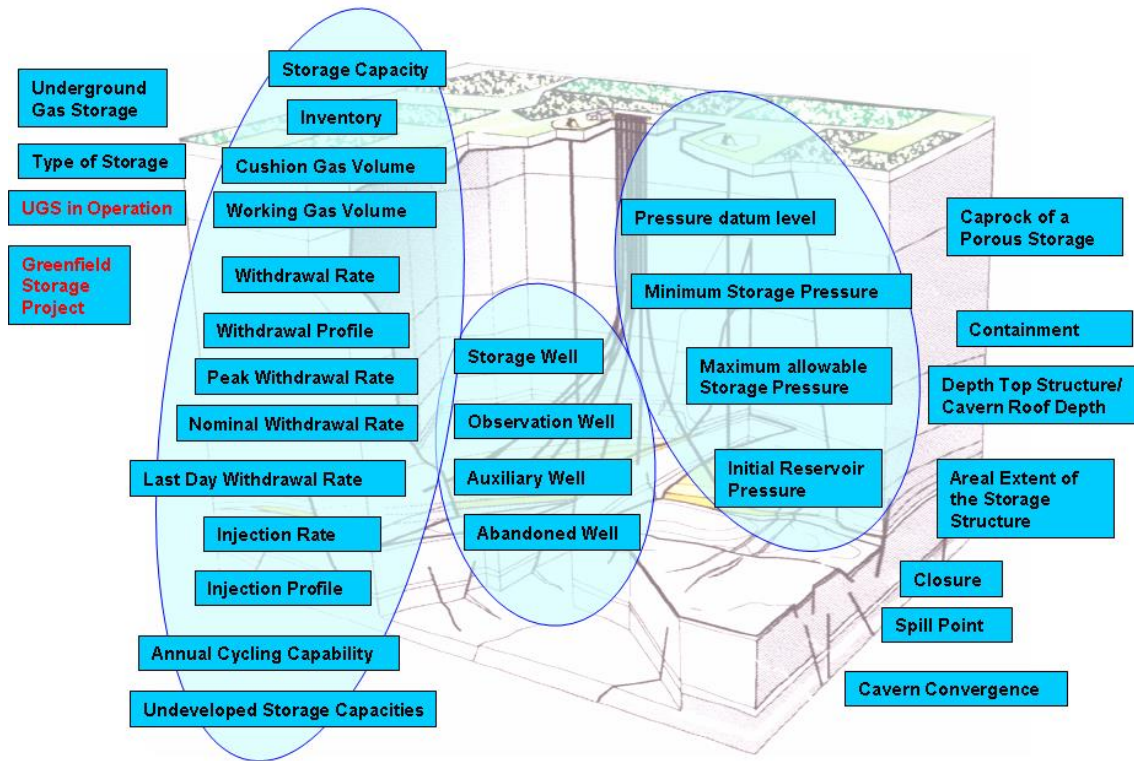 Underground
Gas Storage
Type of Storage
UGS in Operation
Greenfield
Storage
Project
Storage Capacity
Inventory
Cushion Gas Volume
Working Gas Volume
Withdrawal Rate
Withdrawal Profile
Peak Withdrawal Rate
Nominal Withdrawal Rate
Last Day Withdrawal Rate
Injection Rate
Injection Profile
Annual Cycling Capability
Undeveloped Storage Capacities
Storage Well
Observation Well
Auxiliary Well
Abandoned Well
Pressure datum level
Minimum Storage Pressure
Maximum allowable
Storage Pressure
Initial Reservoir
Pressure
Caprock of a
Porous Storage
Containment
Depth Top Structure/
Cavern Roof Depth
Areal Extent of
the Storage
Structure
Closure
Spill Point
Cavern Convergence